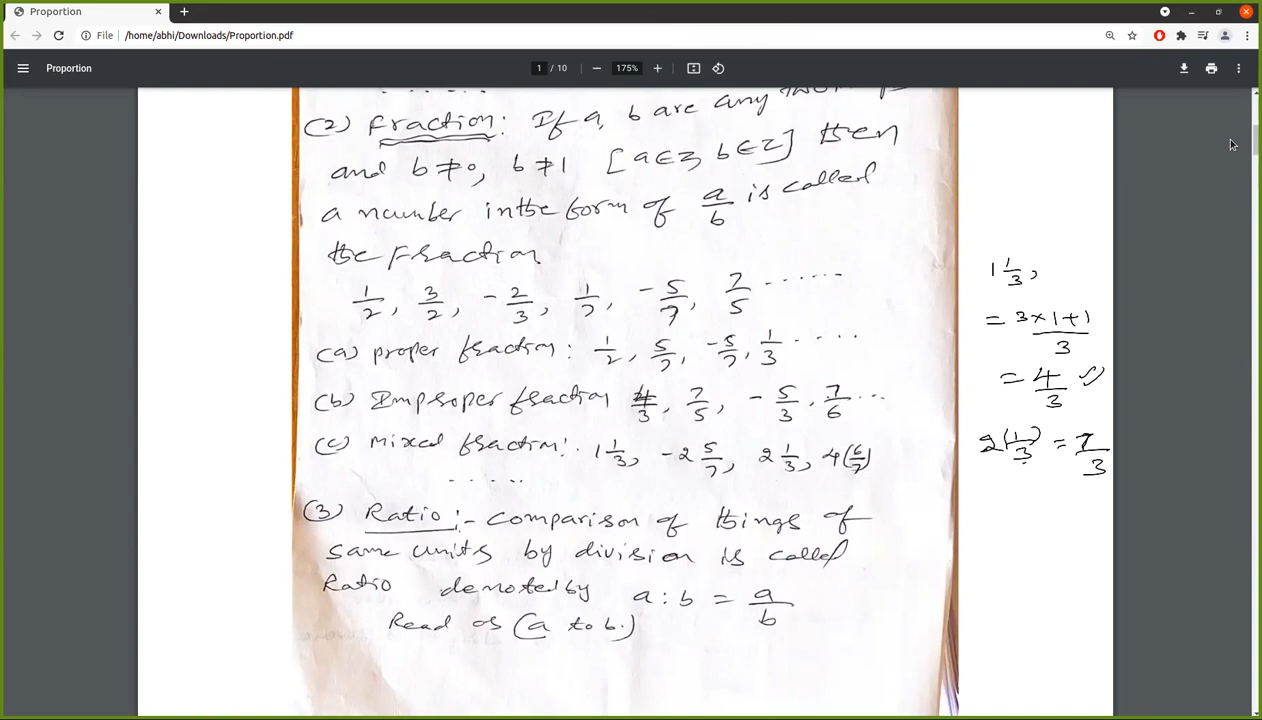 Proportion
File /home/abhi/Downloads/Proportion.pdf
Proportion 1 / 10 175%
(2) Fraction: If a, b are any
and b ≠ 0, b ≠ 1 [a ∈ Z, b ∈ Z] then
a number in the form of a/b is called
the Fraction
1/2, 3/2, -2/3, 1/7, -5/7, 7/5 ......
(a) proper fraction: 1/2, 5/7, -5/7, 1/3 ....
(b) Improper fraction 4/3, 7/5, -5/3, 7/6 ...
(c) mixed fraction: 1 1/3, -2 5/7, 2 1/3, 4(6/7)
.....
(3) Ratio:- comparison of things of
same units by division is called
Ratio denoted by a : b = a/b
Read as (a to b.)
1 1/3,
= 3×1+1/3
= 4/3
2(1/3) = 7/3